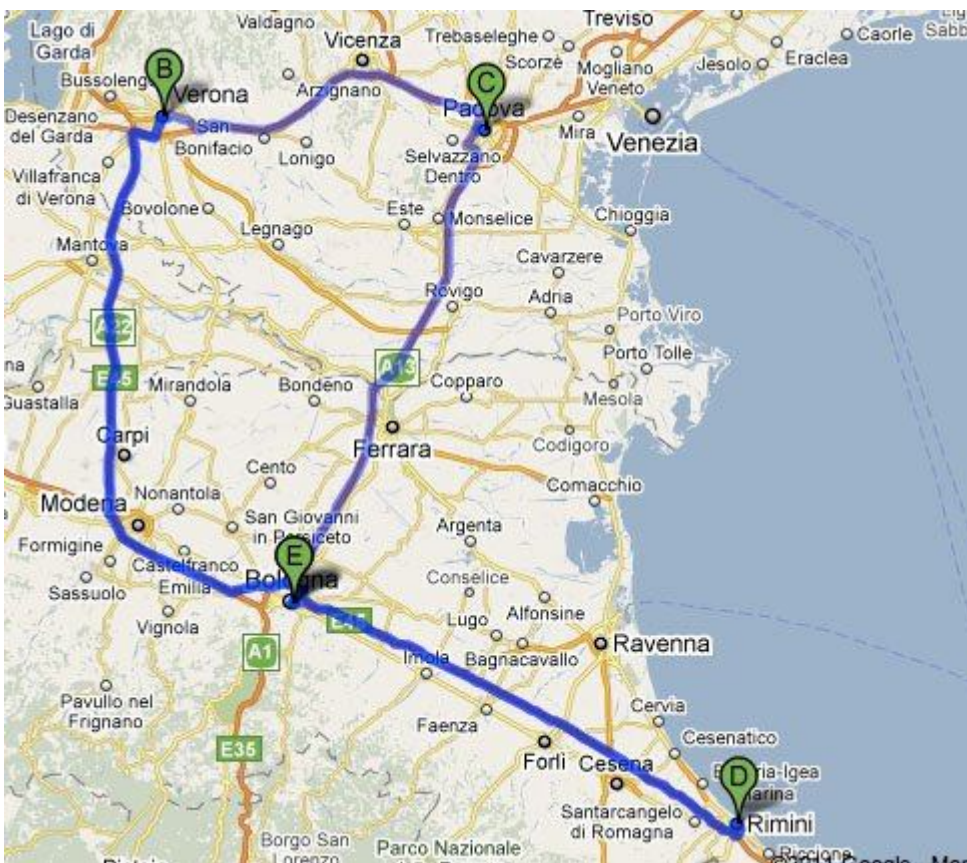 Lago di
Garda
Valdagno
Treviso
Vicenza
Trebaseleghe
Caorle
Scorzè
Eraclea
B
Jesolo
Mogliano
Veneto
C
Verona
Arzignano
Padova
Desenzano
del Garda
San
Bonifacio
Mira
Venezia
Lonigo
Selvazzano
Dentro
Villafranca
di Verona
Bovolone
Este
Monselice
Chioggia
Legnago
Mantova
Cavarzere
Rovigo
Adria
Porto Viro
A22
Porto Tolle
A13
E45
Mirandola
Bondeno
Copparo
Mesola
Guastalla
Carpi
Ferrara
Codigoro
Cento
Comacchio
Nonantola
Modena
San Giovanni
in Persiceto
Argenta
Formigine
E
Castelfranco
Emilia
Bologna
Conselice
Sassuolo
Alfonsine
Vignola
E45
Lugo
Ravenna
A1
Imola
Bagnacavallo
Pavullo nel
Frignano
Cervia
Faenza
Cesenatico
E35
Forlì
Cesena
D
Santarcangelo
di Romagna
Rimini
Riccione
Borgo San
Lorenzo
Parco Nazionale